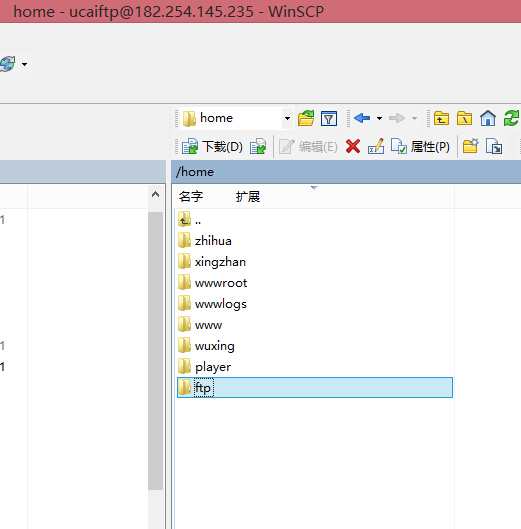 home - ucaiftp@182.254.145.235 - WinSCP
home
下载(D) 编辑(E) 属性(P)
/home
名字 扩展
1
..
zhihua
xingzhan
wwwroot
wwwlogs
www
1 wuxing
1 player
ftp